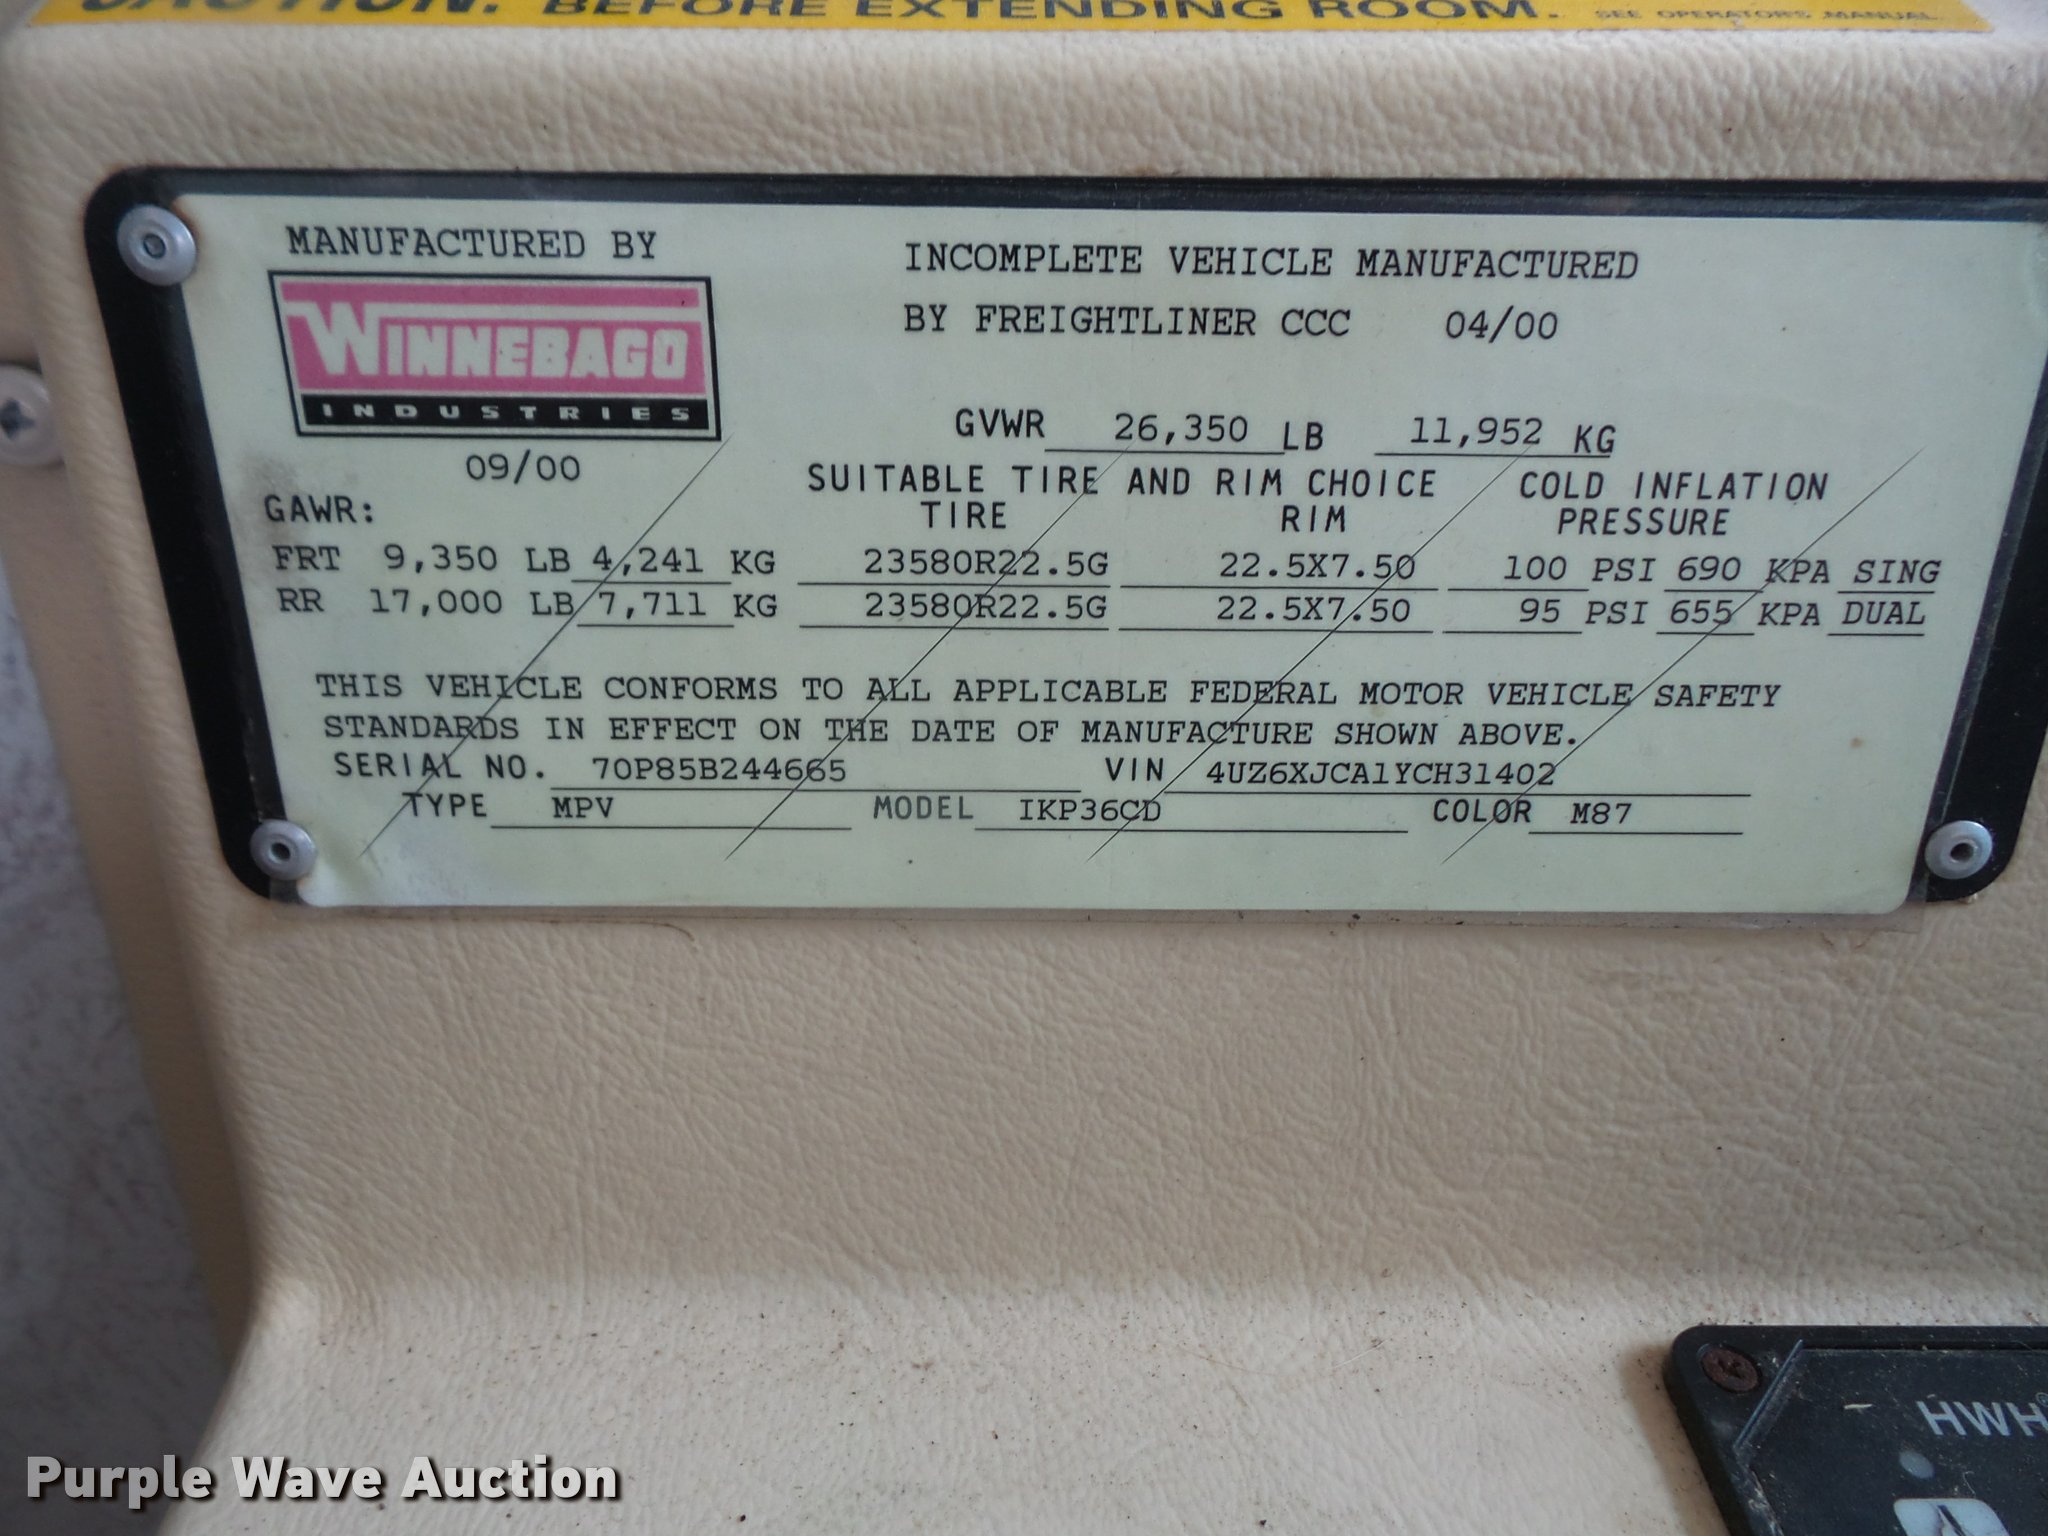 CAUTION: BEFORE EXTENDING ROOM. SEE OPERATOR'S MANUAL
MANUFACTURED BY
WINNEBAGO
INDUSTRIES
09/00
INCOMPLETE VEHICLE MANUFACTURED
BY FREIGHTLINER CCC 04/00
GVWR 26,350 LB 11,952 KG
SUITABLE TIRE AND RIM CHOICE COLD INFLATION
GAWR: TIRE RIM PRESSURE
FRT 9,350 LB 4,241 KG 23580R22.5G 22.5X7.50 100 PSI 690 KPA SING
RR 17,000 LB 7,711 KG 23580R22.5G 22.5X7.50 95 PSI 655 KPA DUAL
THIS VEHICLE CONFORMS TO ALL APPLICABLE FEDERAL MOTOR VEHICLE SAFETY
STANDARDS IN EFFECT ON THE DATE OF MANUFACTURE SHOWN ABOVE.
SERIAL NO. 70P85B244665 VIN 4UZ6XJCA1YCH31402
TYPE MPV MODEL IKP36CD COLOR M87
HWH
Purple Wave Auction